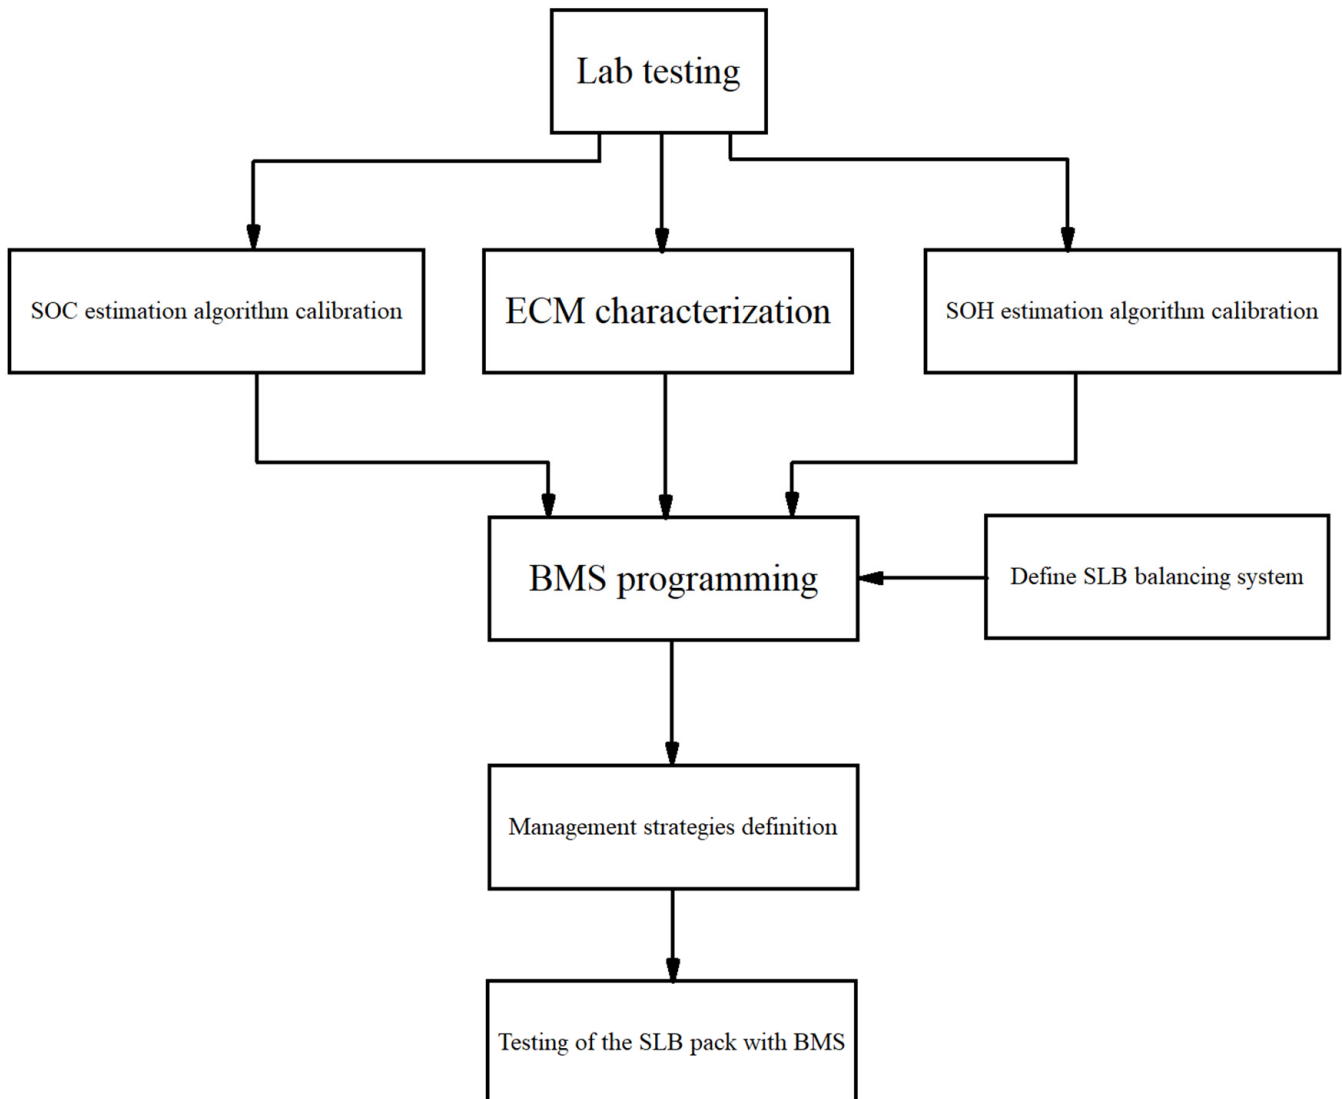 Lab testing
SOC estimation algorithm calibration
ECM characterization
SOH estimation algorithm calibration
BMS programming
Define SLB balancing system
Management strategies definition
Testing of the SLB pack with BMS